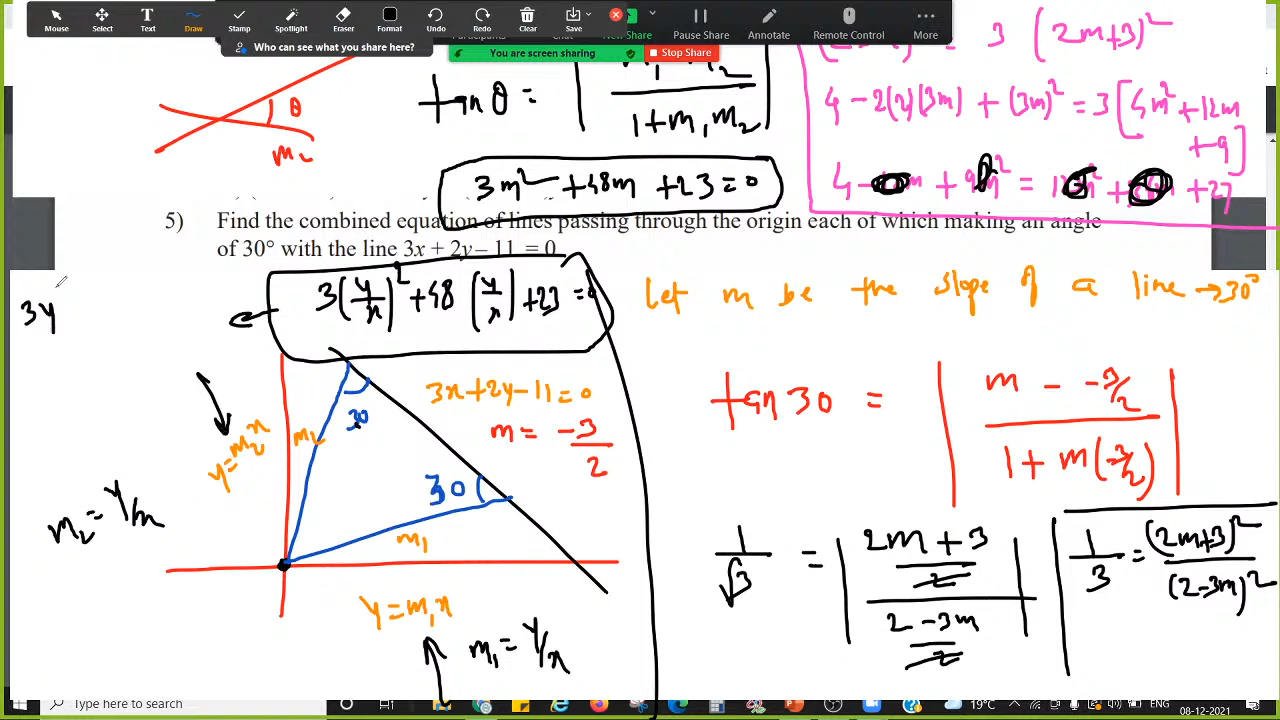 Mouse Select Text Draw Stamp Spotlight Eraser Format Undo Redo Clear Save New Share Pause Share Annotate Remote Control More
Who can see what you share here?
You are screen sharing Stop Share
θ
m2
tan θ =
1+m1m2
3m² + 48m + 23 = 0
3 (2m+3)²
4 - 2(2)(3m) + (3m)² = 3[4m² + 12m
+9]
+27
5) Find the combined equation of lines passing through the origin each of which making an angle
of 30° with the line 3x + 2y – 11 = 0
3y
3(y/x)² + 48(y/x) + 23 = 0
Let m be the slope of a line → 30°
3x+2y-11=0
m = -3/2
30
30
m2
m1
y=m2x
m2 = y/x
y=m1x
m1 = y/x
tan 30 = | m - -3/2 / 1 + m(-3/2) |
1/√3 = | 2m+3/2 / 2-3m/2 |
1/3 = (2m+3)²/(2-3m)²
Type here to search
19°C
ENG
08-12-2021